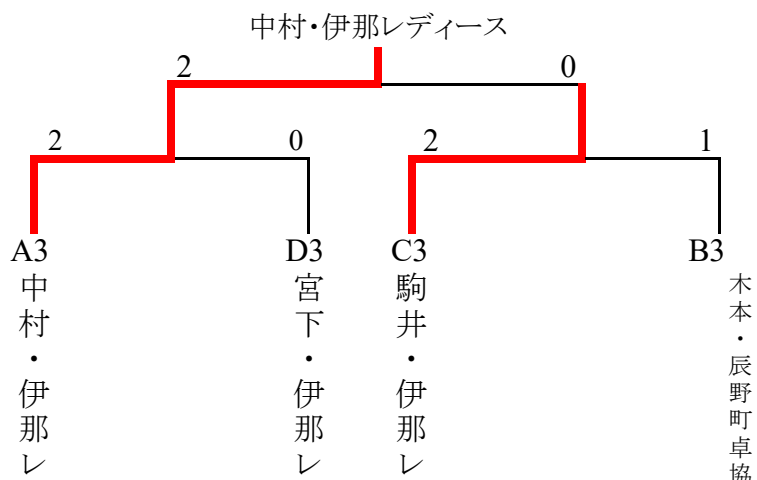 中村・伊那レディース
2
0
2
0
2
1
A3
D3
C3
B3
中村・伊那レ
宮下・伊那レ
駒井・伊那レ
木本・辰野町卓協